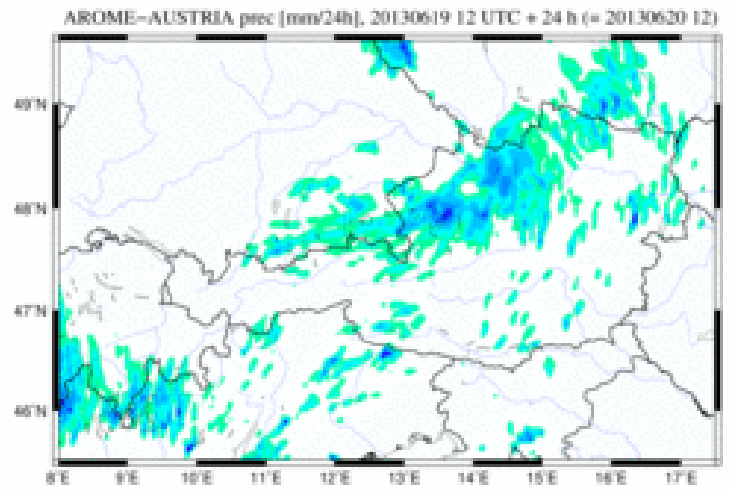 AROME−AUSTRIA prec [mm/24h], 20130619 12 UTC + 24 h (= 20130620 12)
49˚N
48˚N
47˚N
46˚N
8˚E 9˚E 10˚E 11˚E 12˚E 13˚E 14˚E 15˚E 16˚E 17˚E